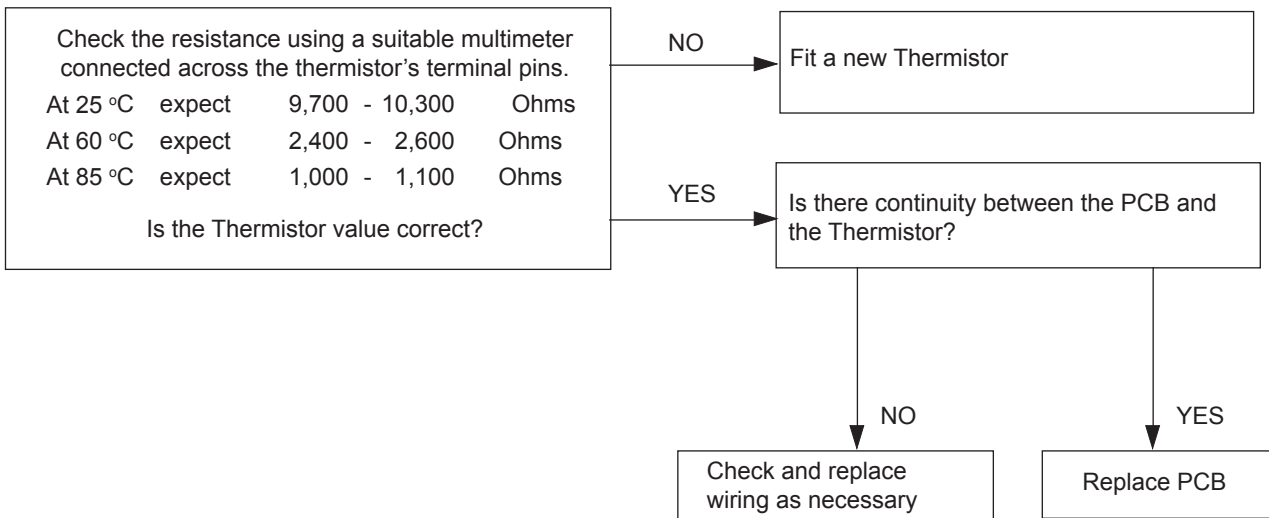 Check the resistance using a suitable multimeter
connected across the thermistor's terminal pins.
At 25 °C expect 9,700 - 10,300 Ohms
At 60 °C expect 2,400 - 2,600 Ohms
At 85 °C expect 1,000 - 1,100 Ohms
Is the Thermistor value correct?
NO
Fit a new Thermistor
YES
Is there continuity between the PCB and
the Thermistor?
NO
Check and replace
wiring as necessary
YES
Replace PCB